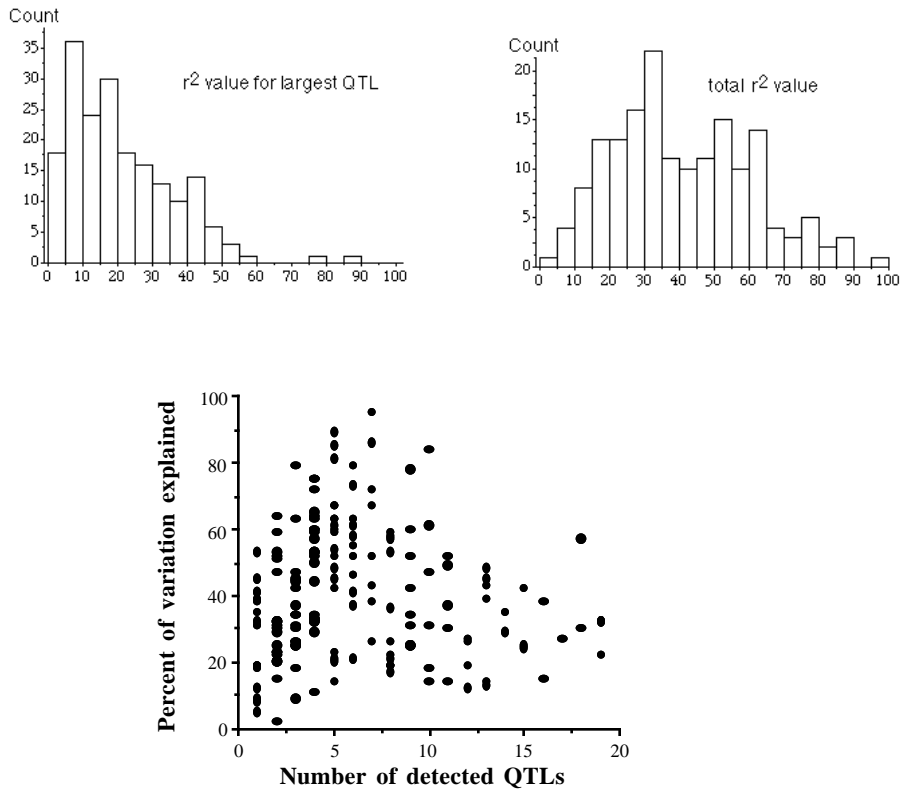 Count
35
30
25
20
15
10
5
0
r2 value for largest QTL
0 10 20 30 40 50 60 70 80 90 100
Count
20
15
10
5
0
total r2 value
0 10 20 30 40 50 60 70 80 90 100
Percent of variation explained
100
80
60
40
20
0
0 5 10 15 20
Number of detected QTLs